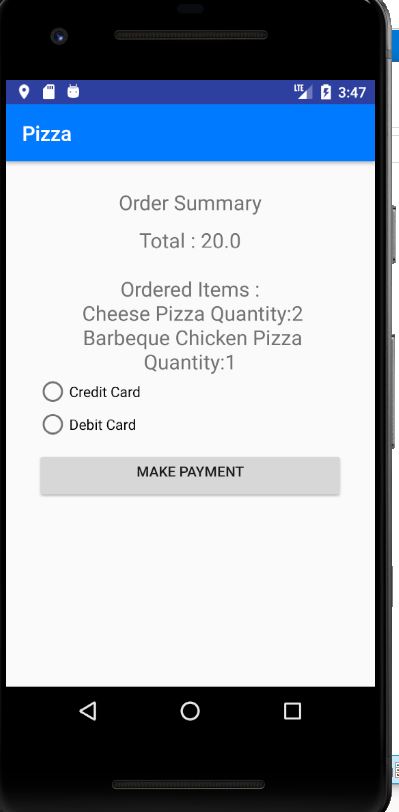 LTE 3:47
Pizza
Order Summary
Total : 20.0
Ordered Items :
Cheese Pizza Quantity:2
Barbeque Chicken Pizza
Quantity:1
Credit Card
Debit Card
MAKE PAYMENT